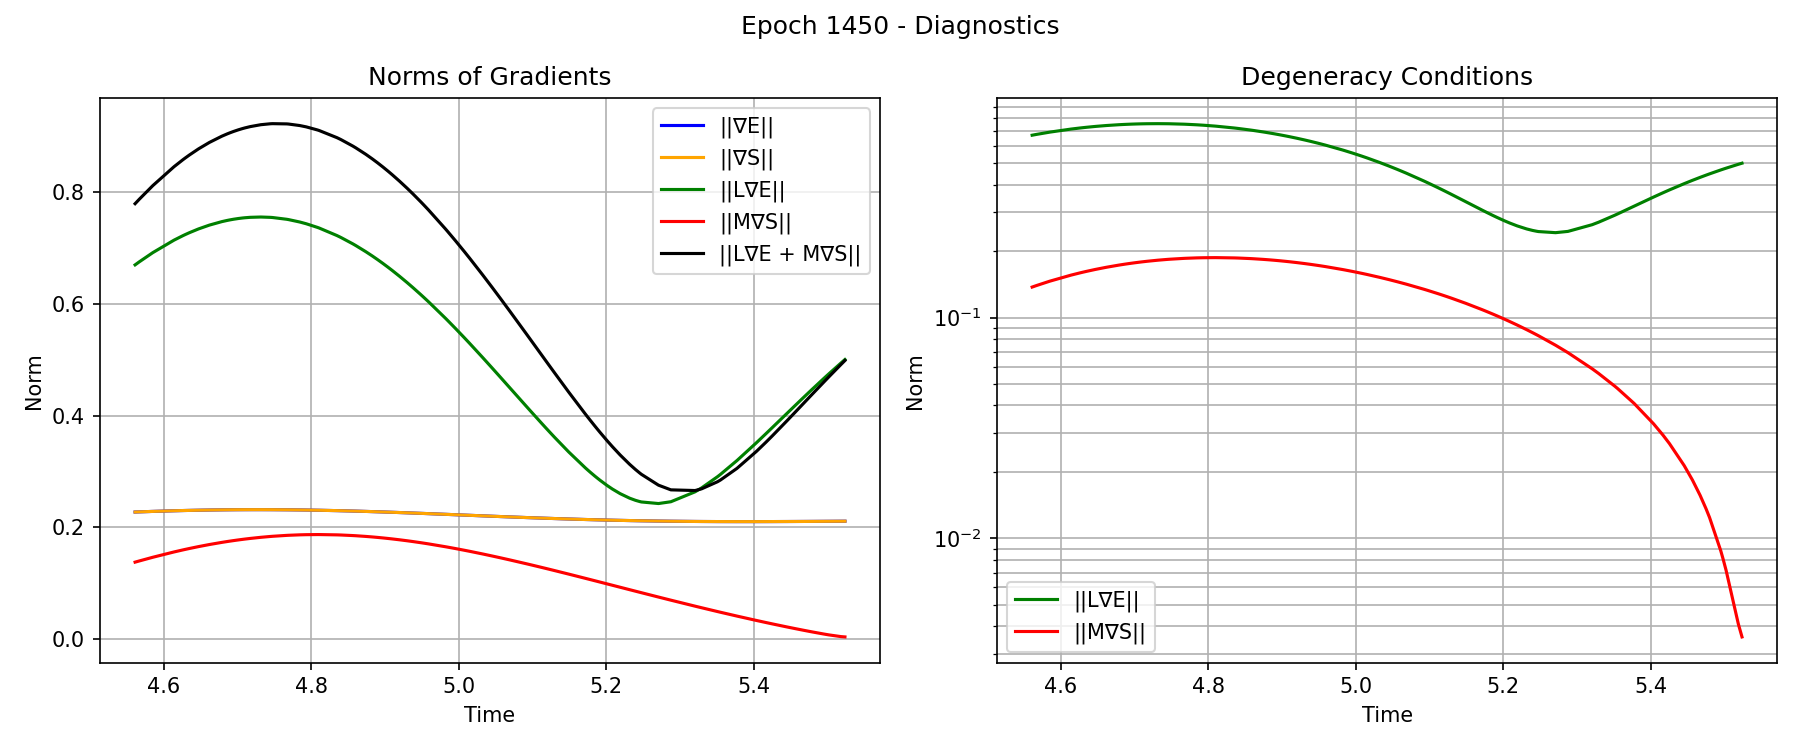 Epoch 1450 - Diagnostics
Norms of Gradients
||∇E||
||∇S||
||L∇E||
||M∇S||
||L∇E + M∇S||
Norm
0.8
0.6
0.4
0.2
0.0
4.6 4.8 5.0 5.2 5.4
Time
Degeneracy Conditions
Norm
10⁻¹
10⁻²
||L∇E||
||M∇S||
4.6 4.8 5.0 5.2 5.4
Time